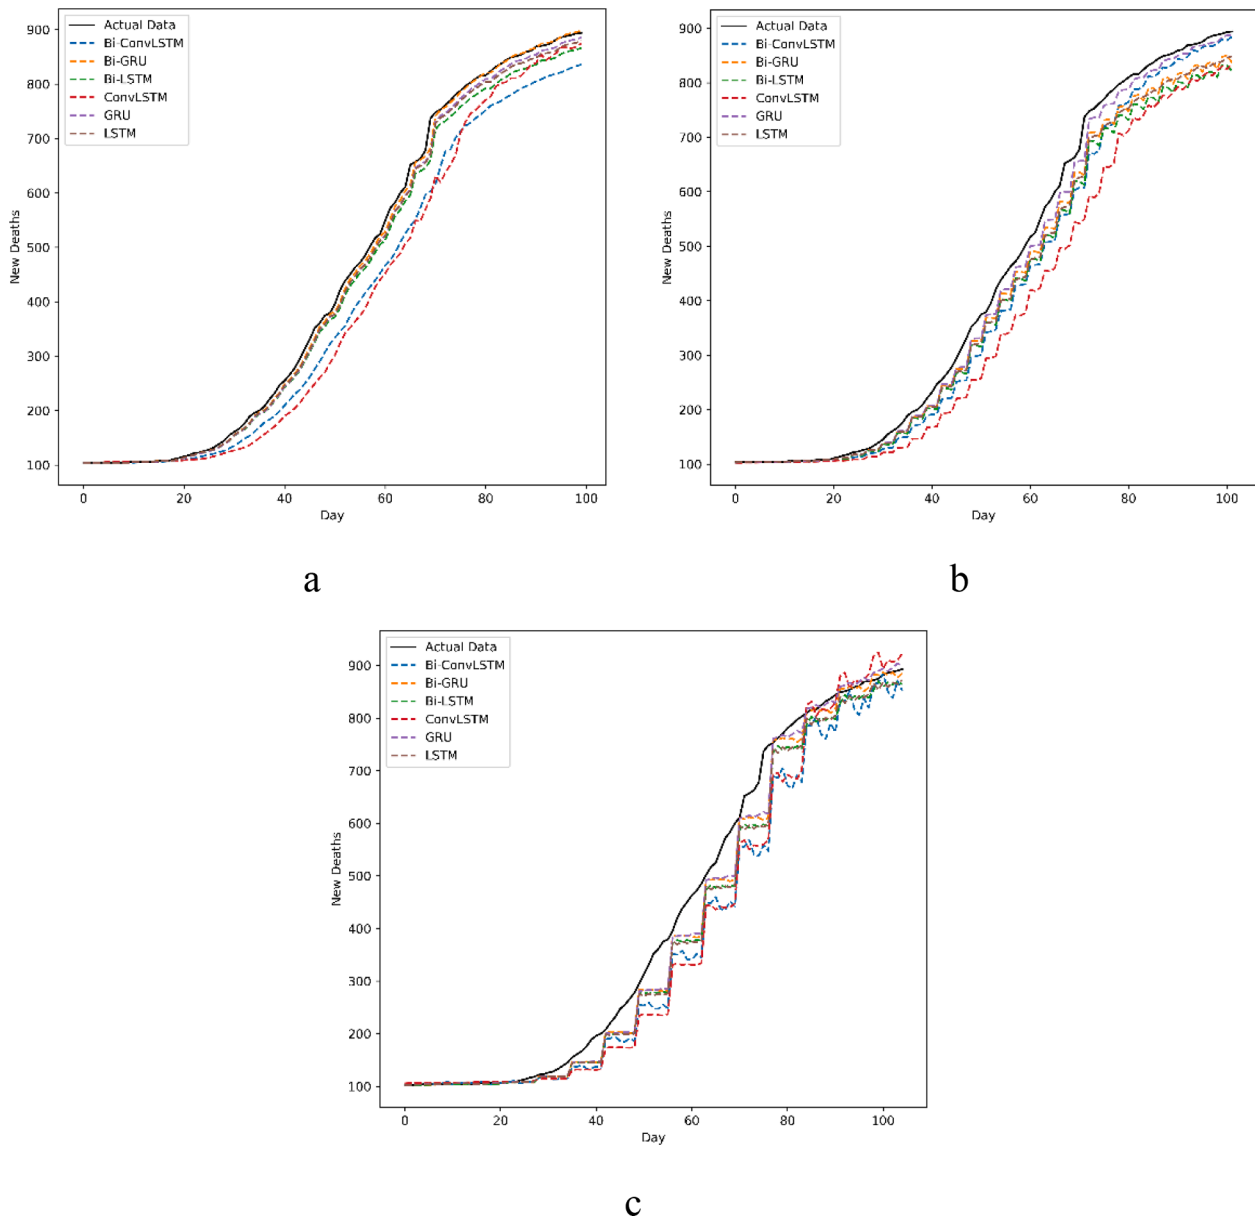 Actual Data
Bi-ConvLSTM
Bi-GRU
Bi-LSTM
ConvLSTM
GRU
LSTM
900
800
700
600
500
400
300
200
100
New Deaths
0 20 40 60 80 100
Day
a
Actual Data
Bi-ConvLSTM
Bi-GRU
Bi-LSTM
ConvLSTM
GRU
LSTM
900
800
700
600
500
400
300
200
100
New Deaths
0 20 40 60 80 100
Day
b
Actual Data
Bi-ConvLSTM
Bi-GRU
Bi-LSTM
ConvLSTM
GRU
LSTM
900
800
700
600
500
400
300
200
100
New Deaths
0 20 40 60 80 100
Day
c